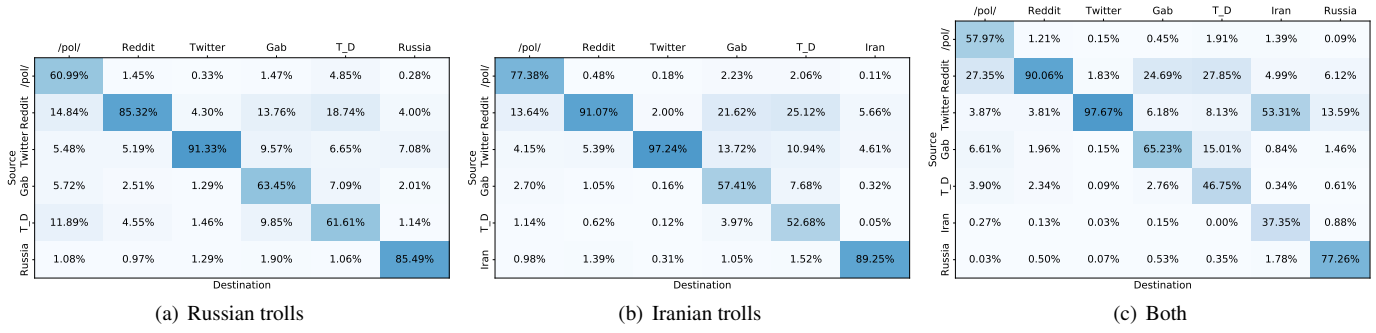 /pol/ Reddit Twitter Gab T_D Russia
/pol/ 60.99% 1.45% 0.33% 1.47% 4.85% 0.28%
Reddit 14.84% 85.32% 4.30% 13.76% 18.74% 4.00%
Twitter 5.48% 5.19% 91.33% 9.57% 6.65% 7.08%
Gab 5.72% 2.51% 1.29% 63.45% 7.09% 2.01%
T_D 11.89% 4.55% 1.46% 9.85% 61.61% 1.14%
Russia 1.08% 0.97% 1.29% 1.90% 1.06% 85.49%
Source
Destination
(a) Russian trolls
/pol/ Reddit Twitter Gab T_D Iran
/pol/ 77.38% 0.48% 0.18% 2.23% 2.06% 0.11%
Reddit 13.64% 91.07% 2.00% 21.62% 25.12% 5.66%
Twitter 4.15% 5.39% 97.24% 13.72% 10.94% 4.61%
Gab 2.70% 1.05% 0.16% 57.41% 7.68% 0.32%
T_D 1.14% 0.62% 0.12% 3.97% 52.68% 0.05%
Iran 0.98% 1.39% 0.31% 1.05% 1.52% 89.25%
Source
Destination
(b) Iranian trolls
/pol/ Reddit Twitter Gab T_D Iran Russia
/pol/ 57.97% 1.21% 0.15% 0.45% 1.91% 1.39% 0.09%
Reddit 27.35% 90.06% 1.83% 24.69% 27.85% 4.99% 6.12%
Twitter 3.87% 3.81% 97.67% 6.18% 8.13% 53.31% 13.59%
Gab 6.61% 1.96% 0.15% 65.23% 15.01% 0.84% 1.46%
T_D 3.90% 2.34% 0.09% 2.76% 46.75% 0.34% 0.61%
Iran 0.27% 0.13% 0.03% 0.15% 0.00% 37.35% 0.88%
Russia 0.03% 0.50% 0.07% 0.53% 0.35% 1.78% 77.26%
Source
Destination
(c) Both